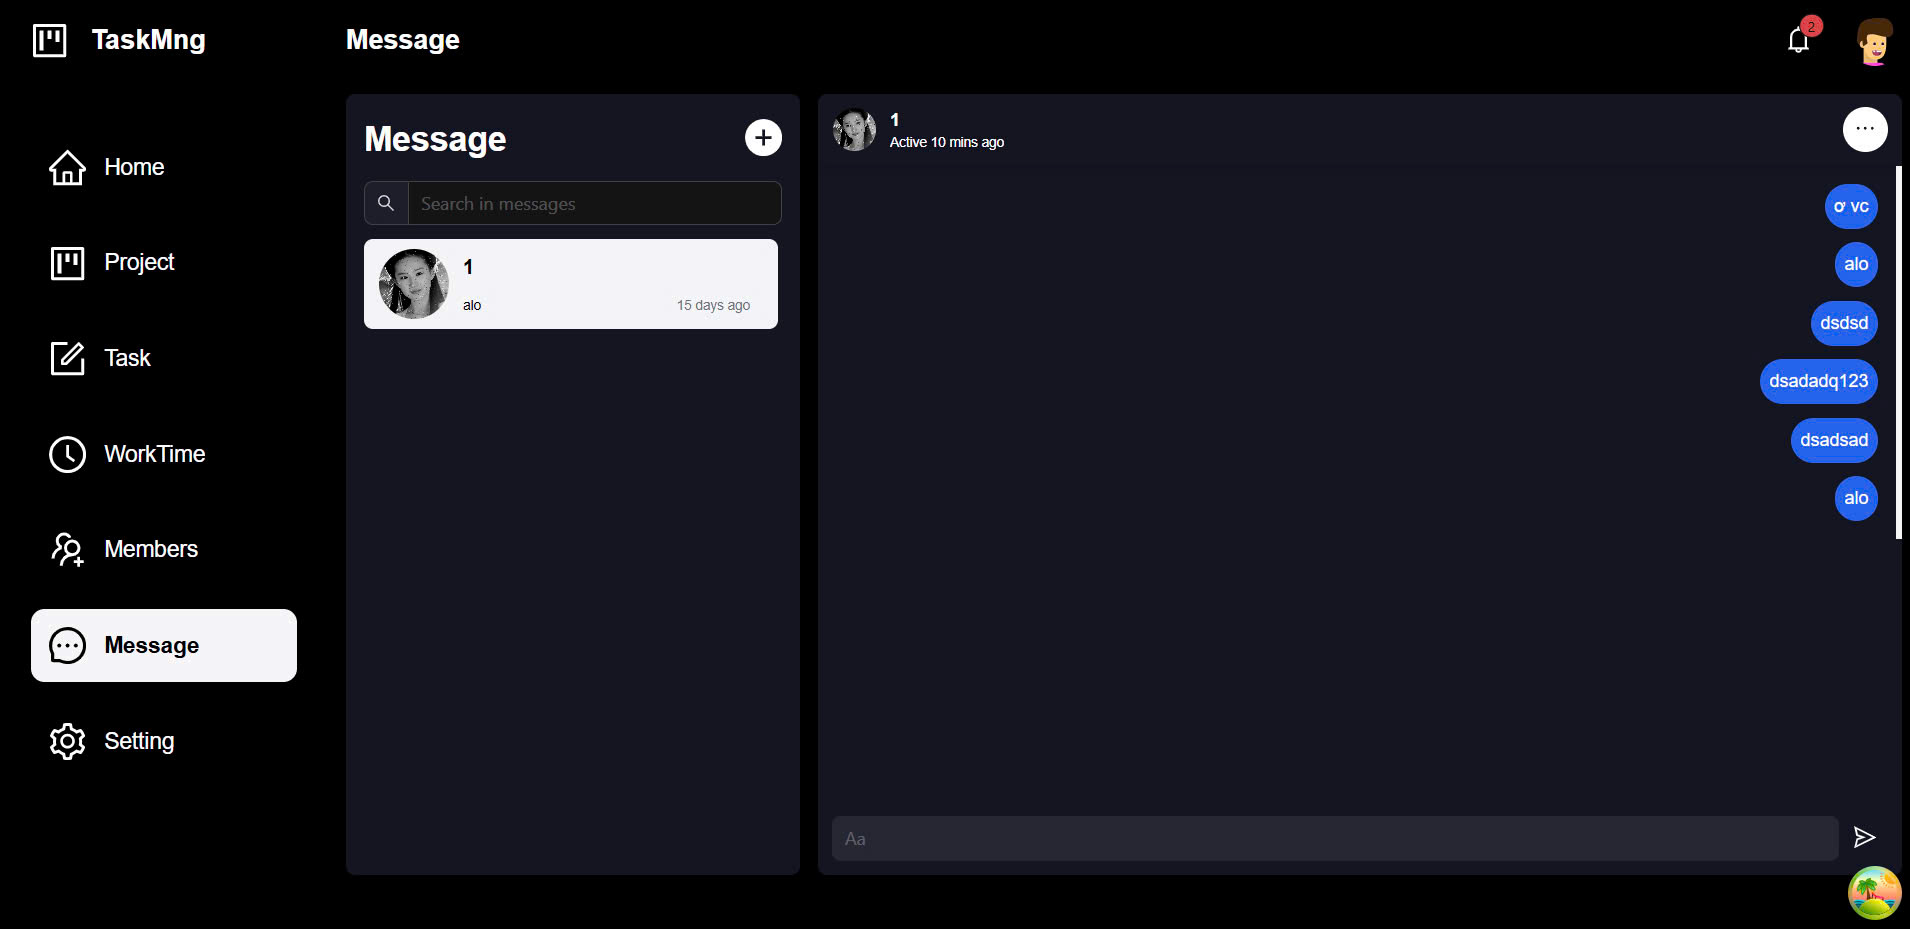 TaskMng
Message
2
Home
Project
Task
WorkTime
Members
Message
Setting
Message
Search in messages
1
alo
15 days ago
1
Active 10 mins ago
ơ vc
alo
dsdsd
dsadadq123
dsadsad
alo
Aa